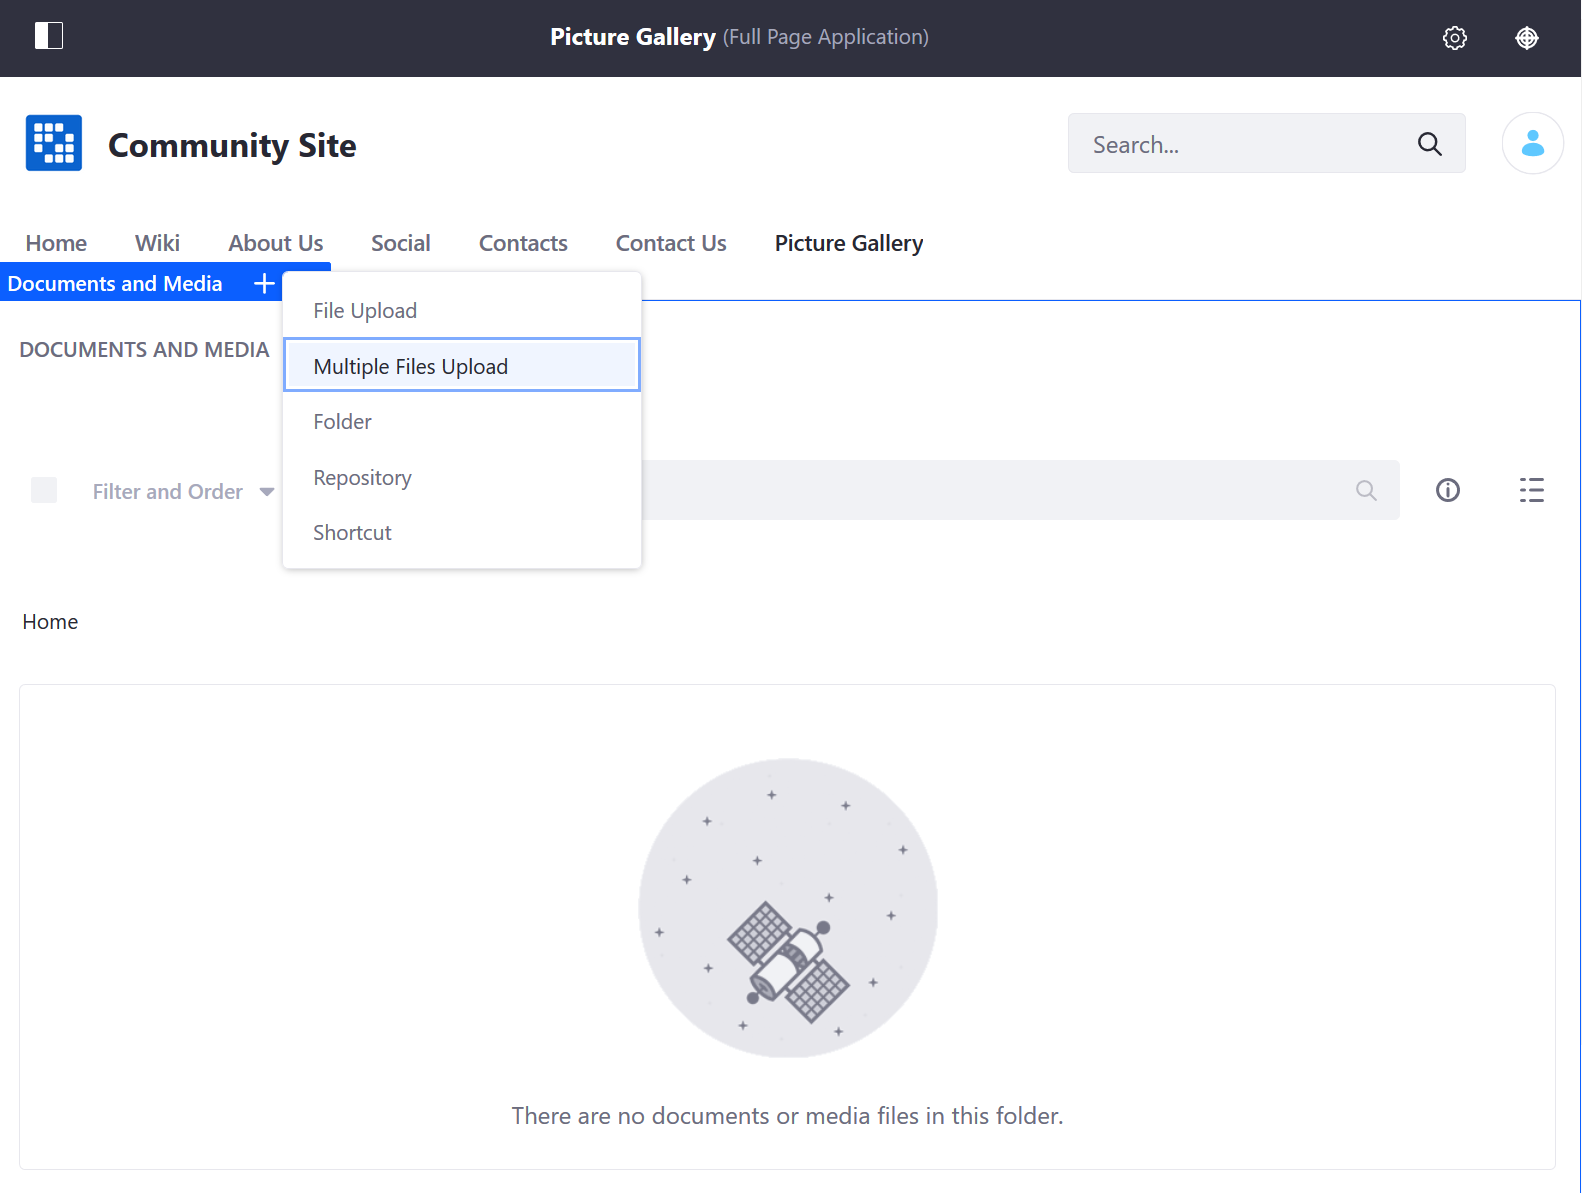 Picture Gallery (Full Page Application)
Community Site
Search...
Home Wiki About Us Social Contacts Contact Us Picture Gallery
Documents and Media
File Upload
DOCUMENTS AND MEDIA
Multiple Files Upload
Folder
Repository
Filter and Order
Shortcut
Home
There are no documents or media files in this folder.